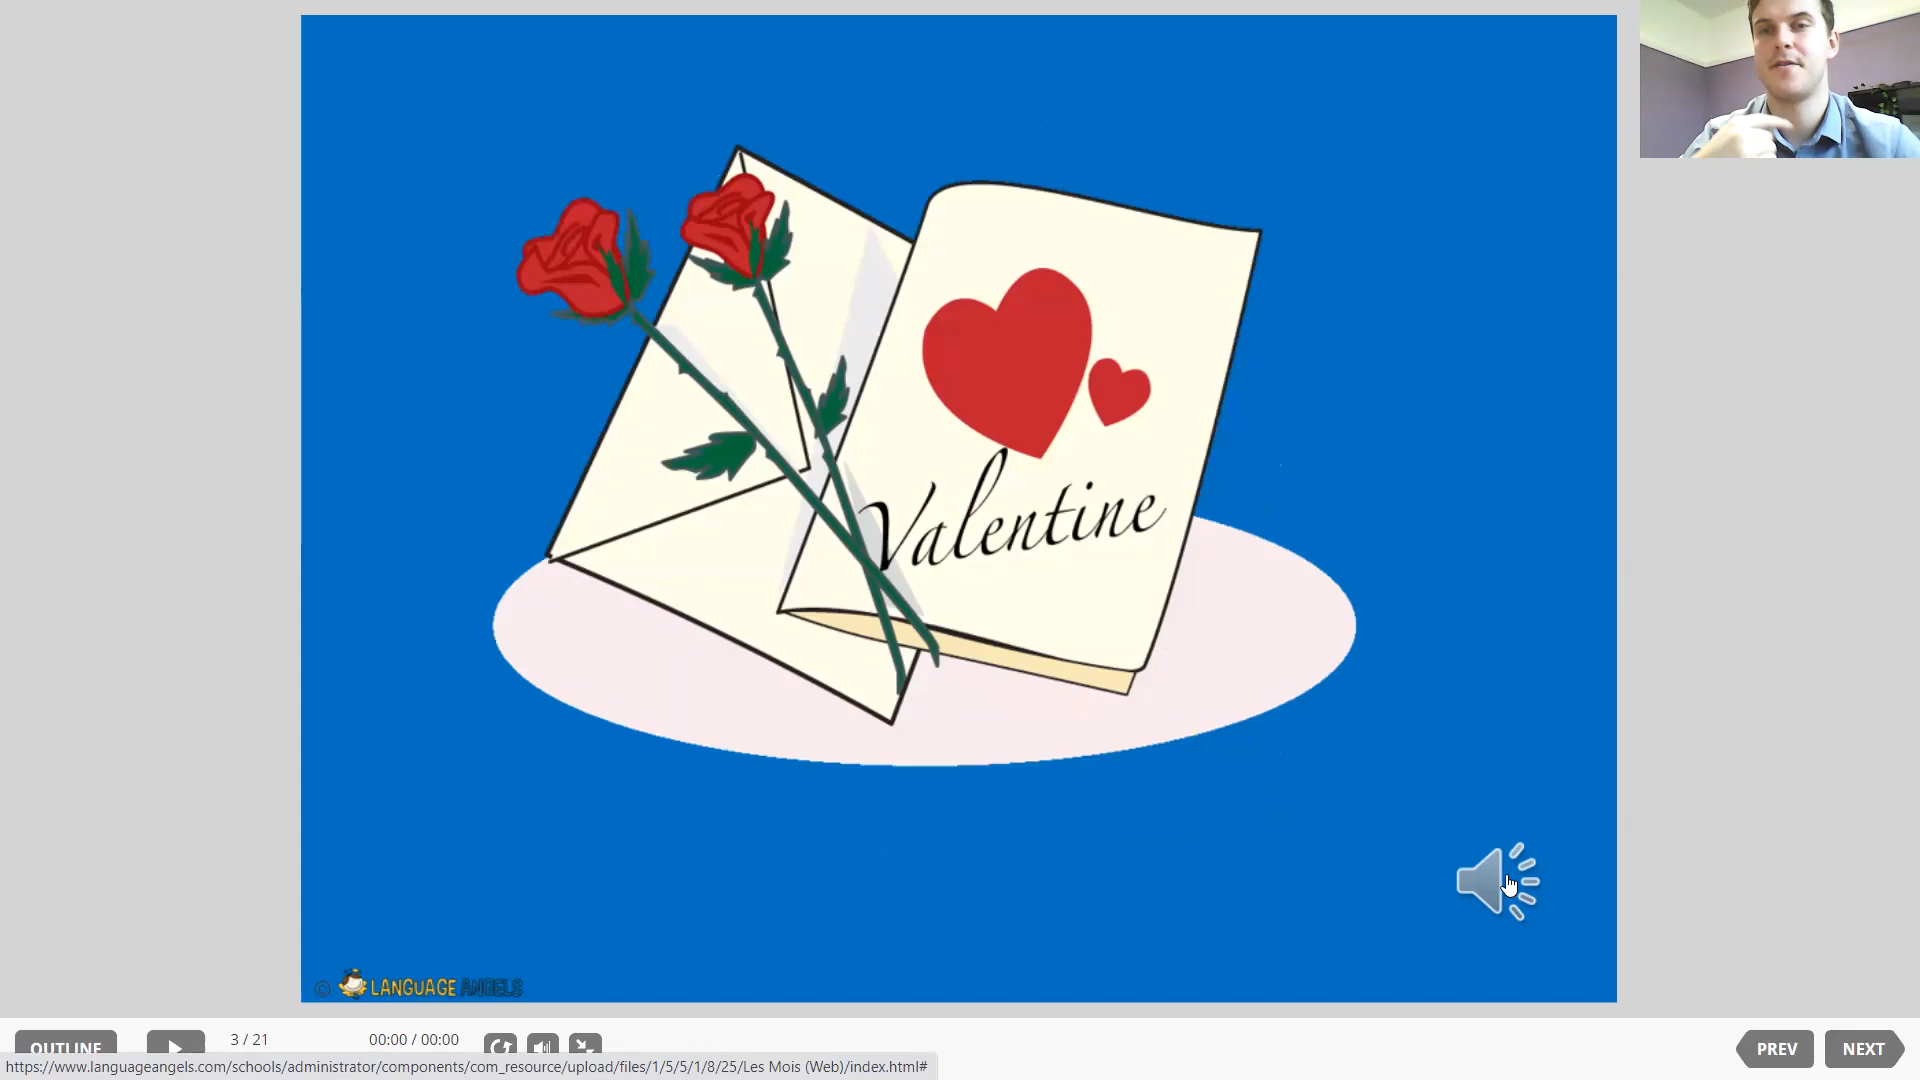 Valentine
© LANGUAGE ANGELS
OUTLINE
3 / 21
00:00 / 00:00
PREV
NEXT
https://www.languageangels.com/schools/administrator/components/com_resource/upload/files/1/5/5/1/8/25/Les Mois (Web)/index.html#